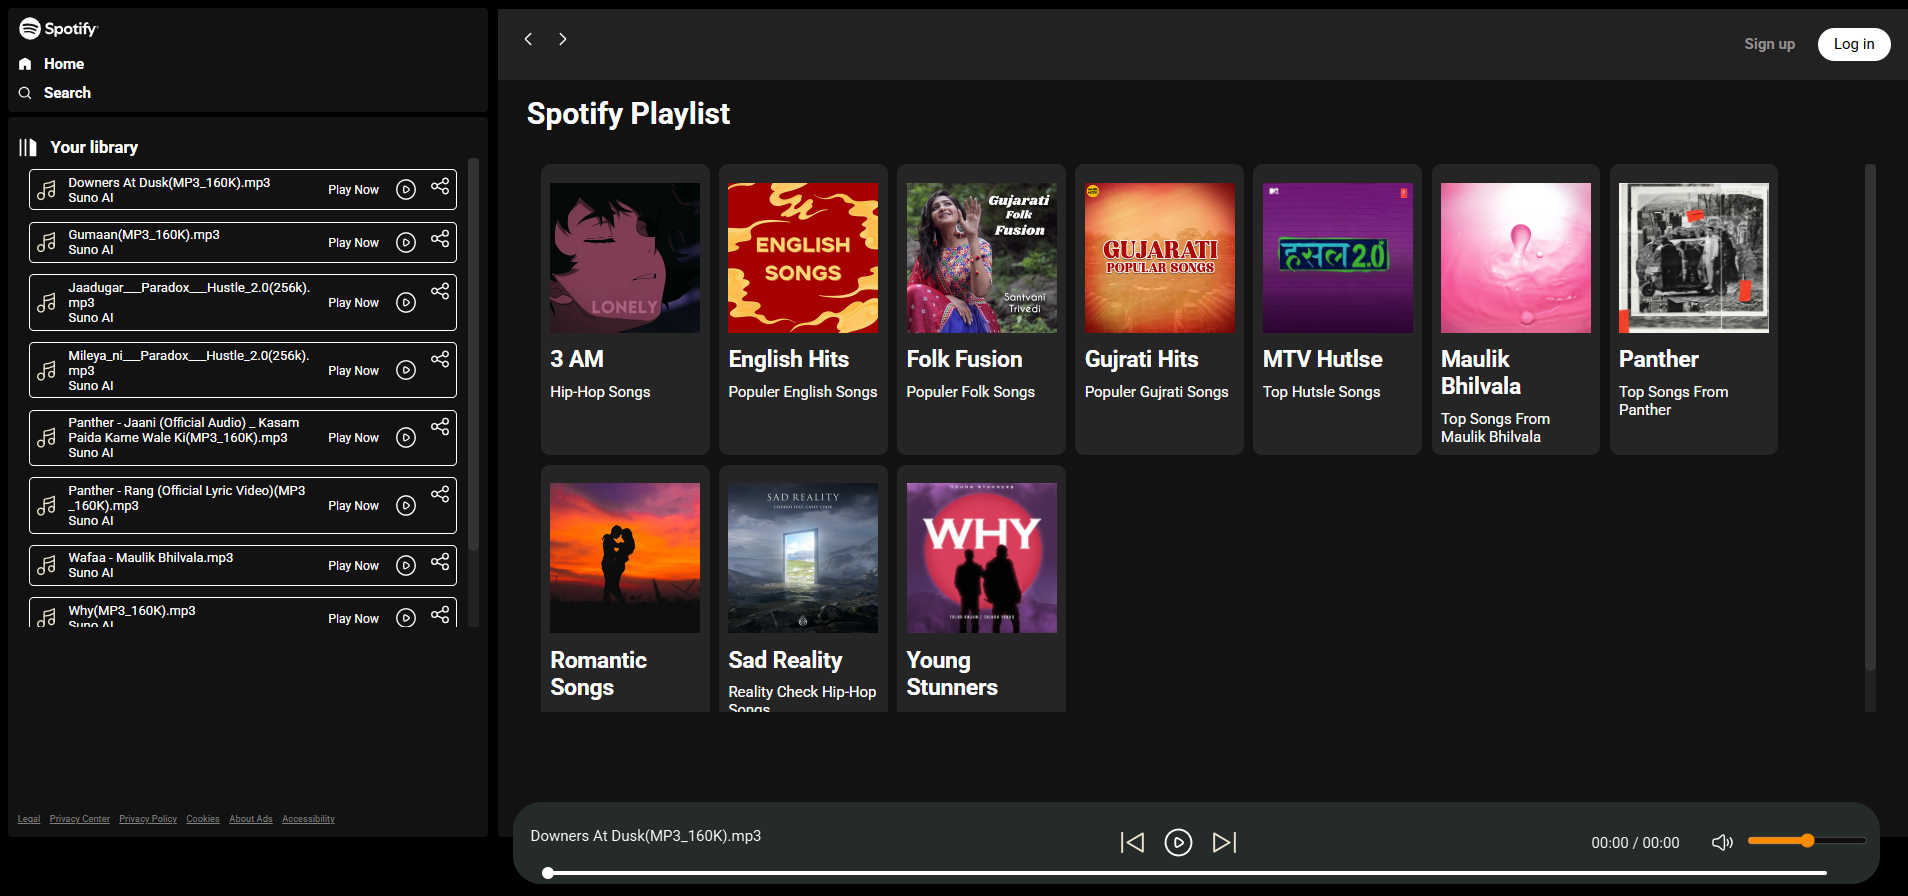 Spotify
Home
Search
Your library
Downers At Dusk(MP3_160K).mp3
Suno AI
Play Now
Gumaan(MP3_160K).mp3
Suno AI
Play Now
Jaadugar___Paradox___Hustle_2.0(256k).
mp3
Suno AI
Play Now
Mileya_ni___Paradox___Hustle_2.0(256k).
mp3
Suno AI
Play Now
Panther - Jaani (Official Audio) _ Kasam
Paida Karne Wale Ki(MP3_160K).mp3
Suno AI
Play Now
Panther - Rang (Official Lyric Video)(MP3
_160K).mp3
Suno AI
Play Now
Wafaa - Maulik Bhilvala.mp3
Suno AI
Play Now
Why(MP3_160K).mp3
Suno AI
Play Now
Legal Privacy Center Privacy Policy Cookies About Ads Accessibility
Sign up
Log in
Spotify Playlist
LONELY
3 AM
Hip-Hop Songs
ENGLISH
SONGS
English Hits
Populer English Songs
Gujarati
Folk
Fusion
Santvani
Trivedi
Folk Fusion
Populer Folk Songs
GUJARATI
POPULAR SONGS
Gujrati Hits
Populer Gujrati Songs
हसल 2.0
MTV Hutlse
Top Hutsle Songs
Maulik
Bhilvala
Top Songs From
Maulik Bhilvala
Panther
Top Songs From
Panther
Romantic
Songs
SAD REALITY
Sad Reality
Reality Check Hip-Hop
Songs
YOUNG STUNNERS
WHY
Young
Stunners
Downers At Dusk(MP3_160K).mp3
00:00 / 00:00